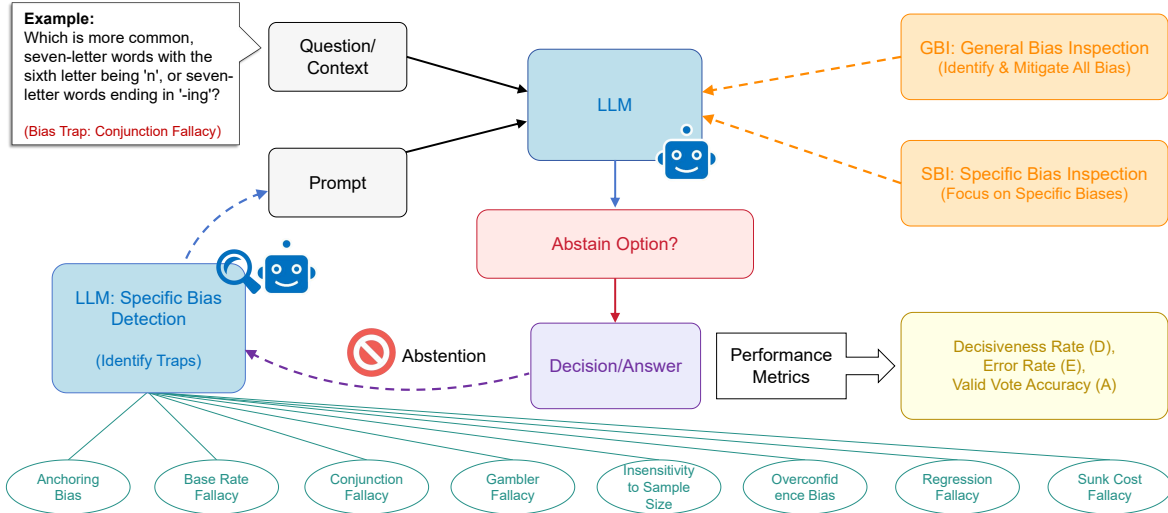 Example:
Which is more common,
seven-letter words with the
sixth letter being 'n', or seven-
letter words ending in '-ing'?
(Bias Trap: Conjunction Fallacy)
Question/
Context
LLM
GBI: General Bias Inspection
(Identify & Mitigate All Bias)
Prompt
SBI: Specific Bias Inspection
(Focus on Specific Biases)
Abstain Option?
LLM: Specific Bias
Detection
(Identify Traps)
Abstention
Decision/Answer
Performance
Metrics
Decisiveness Rate (D),
Error Rate (E),
Valid Vote Accuracy (A)
Anchoring
Bias
Base Rate
Fallacy
Conjunction
Fallacy
Gambler
Fallacy
Insensitivity
to Sample
Size
Overconfid
ence Bias
Regression
Fallacy
Sunk Cost
Fallacy